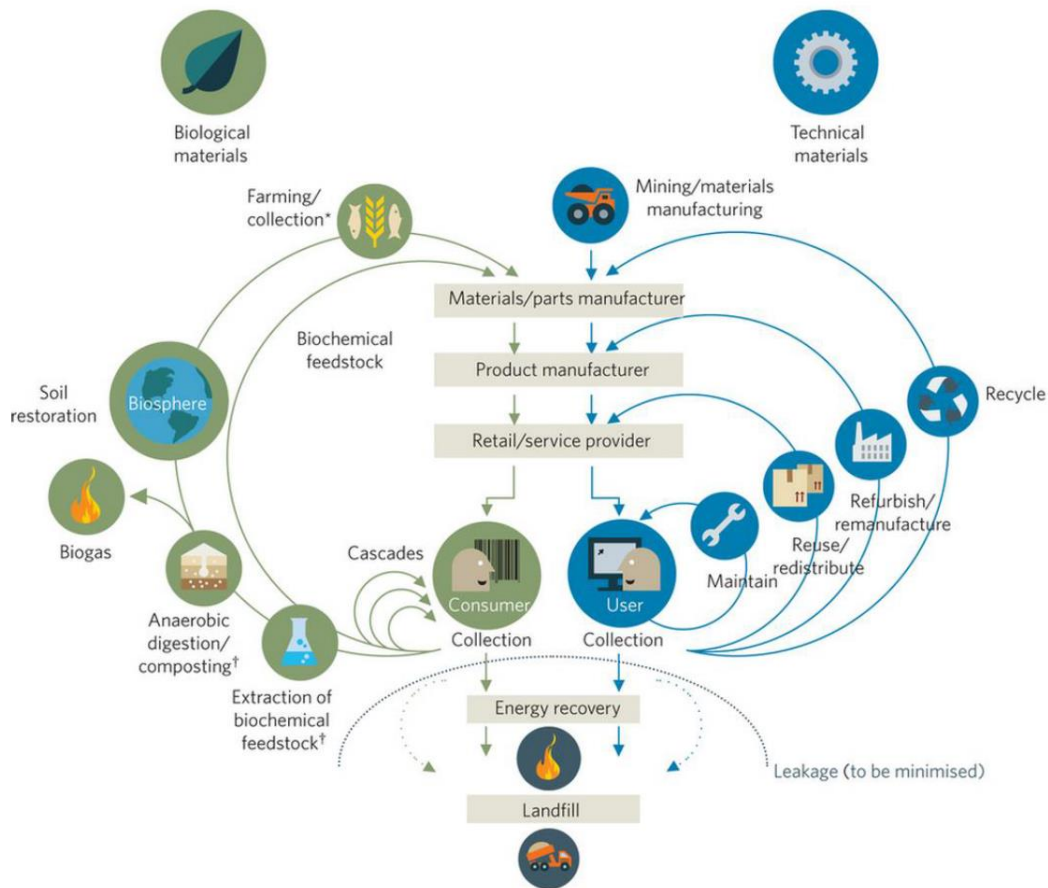 Biological
materials
Technical
materials
Farming/
collection*
Mining/materials
manufacturing
Materials/parts manufacturer
Biochemical
feedstock
Product manufacturer
Soil
restoration
Biosphere
Recycle
Retail/service provider
Biogas
Refurbish/
remanufacture
Reuse/
redistribute
Cascades
Maintain
Consumer
User
Anaerobic
digestion/
composting†
Collection
Collection
Extraction of
biochemical
feedstock†
Energy recovery
Leakage (to be minimised)
Landfill